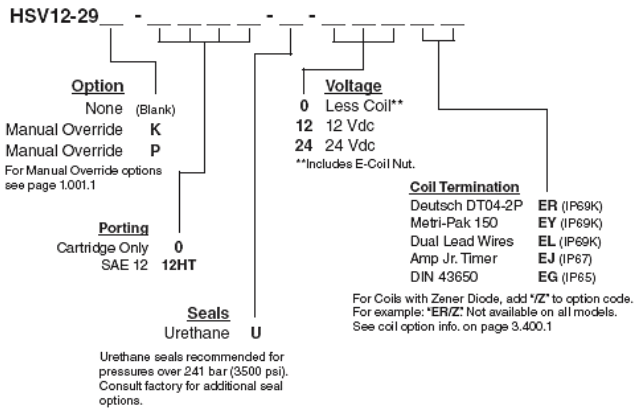 HSV12-29__ - __ __ __ __ - __ - __ __ __ __ __
Option
None (Blank)
Manual Override K
Manual Override P
For Manual Override options
see page 1.001.1
Porting
Cartridge Only 0
SAE 12 12HT
Seals
Urethane U
Urethane seals recommended for
pressures over 241 bar (3500 psi).
Consult factory for additional seal
options.
Voltage
0 Less Coil**
12 12 Vdc
24 24 Vdc
**Includes E-Coil Nut.
Coil Termination
Deutsch DT04-2P ER (IP69K)
Metri-Pak 150 EY (IP69K)
Dual Lead Wires EL (IP69K)
Amp Jr. Timer EJ (IP67)
DIN 43650 EG (IP65)
For Coils with Zener Diode, add "/Z" to option code.
For example: "ER/Z." Not available on all models.
See coil option info. on page 3.400.1